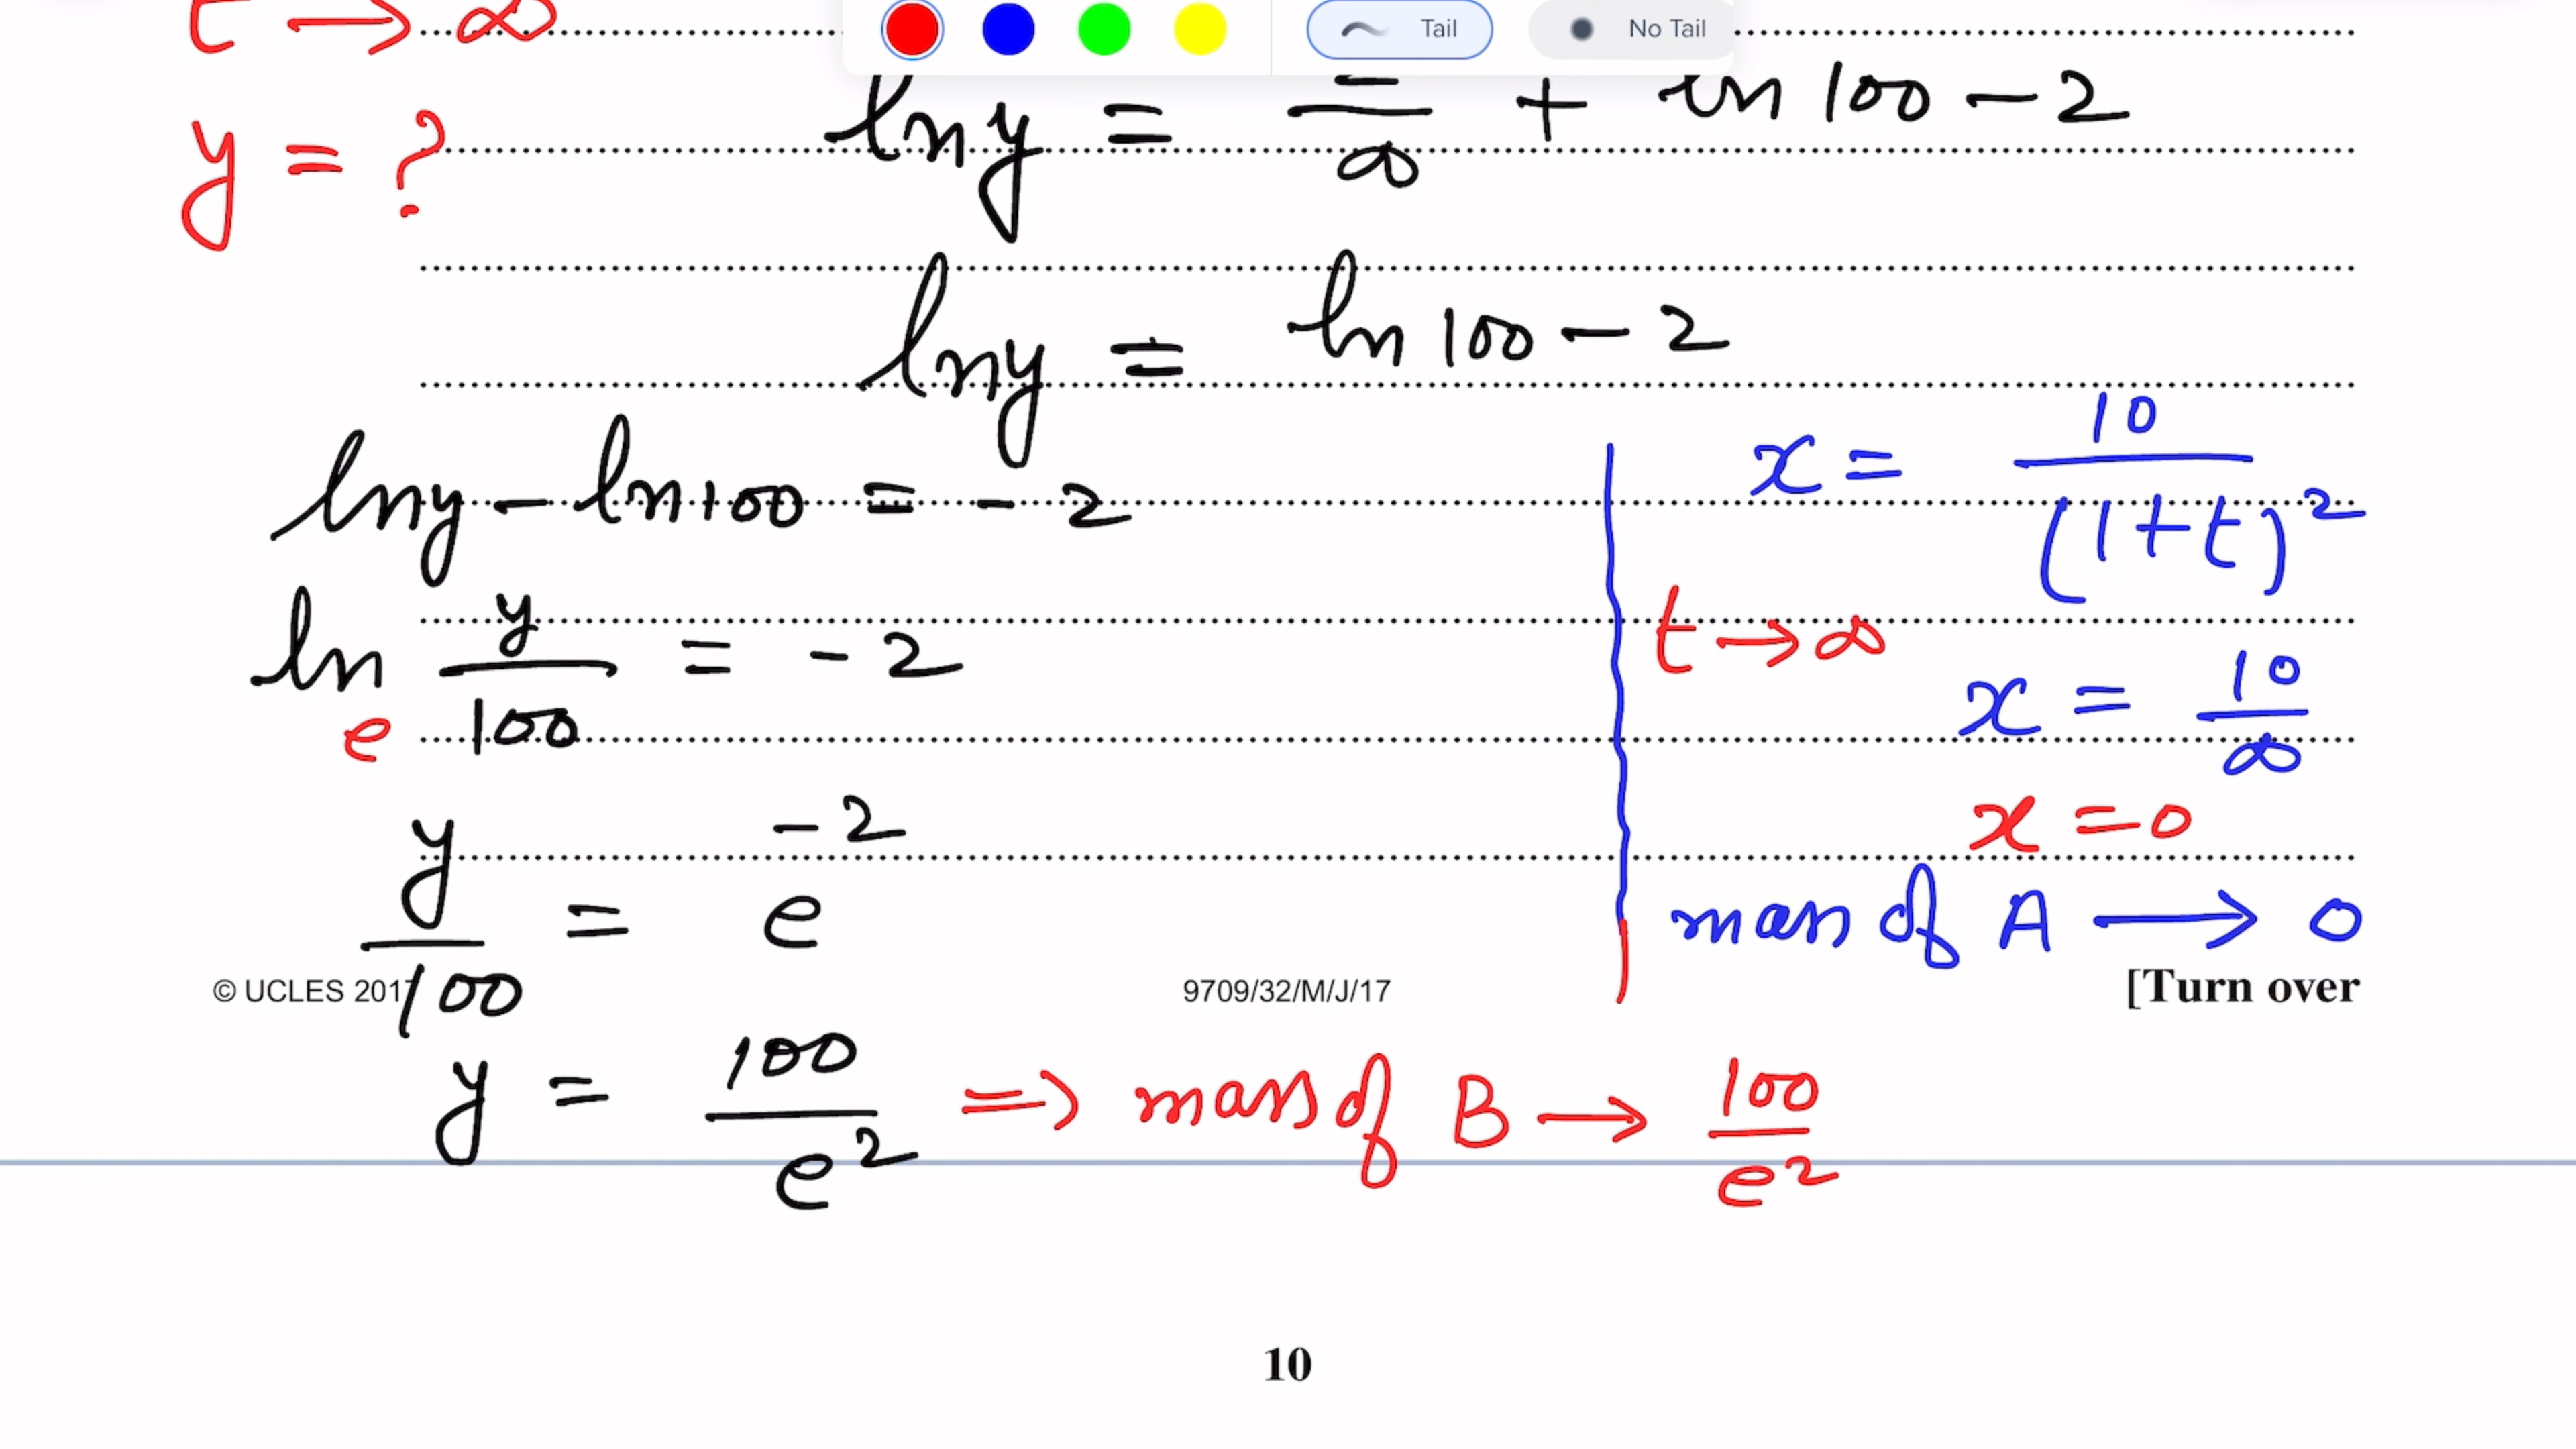 t → ∞
Tail
No Tail
ln y = —/∞ + ln 100 - 2
y = ?
ln y = ln 100 - 2
ln y - ln 100 = - 2
ln y/100 = - 2
e
y/100 = e^-2
y = 100/e^2 => mass of B → 100/e^2
x = 10/(1+t)^2
t → ∞
x = 10/∞
x = 0
mass of A → 0
© UCLES 2017
9709/32/M/J/17
[Turn over
10